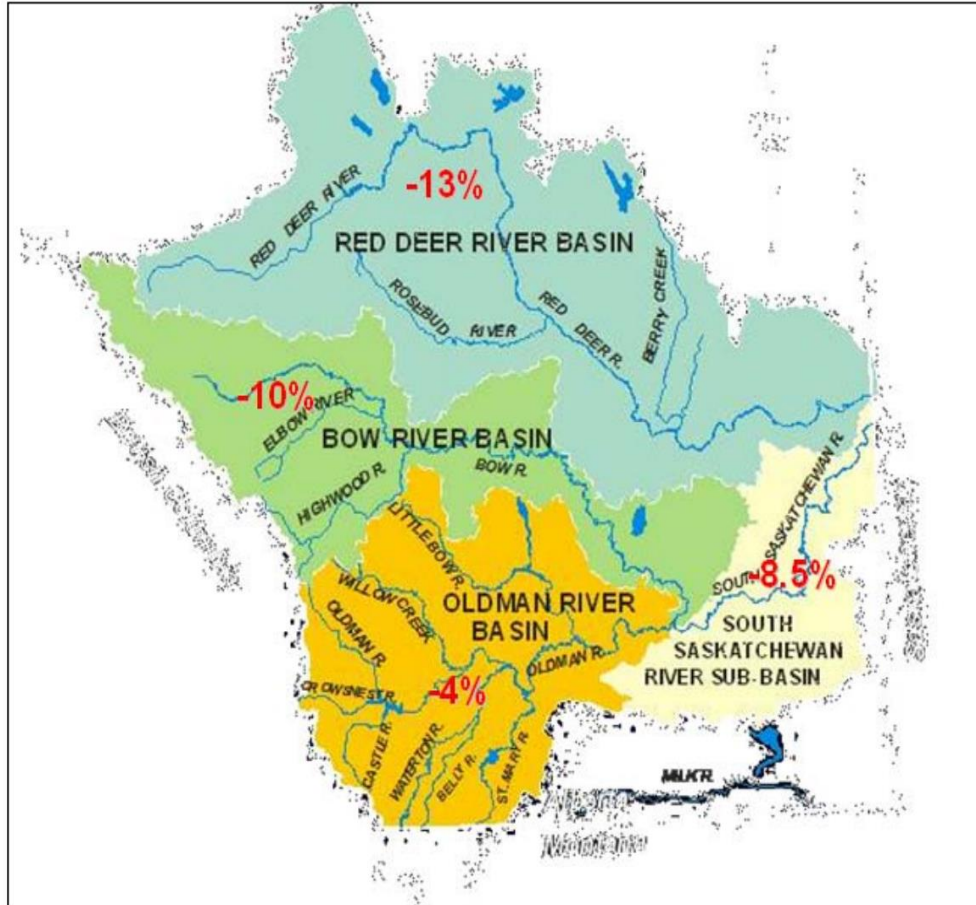 -13%
RED DEER RIVER
RED DEER RIVER BASIN
ROSEBUD RIVER
RED DEER R.
BERRY CREEK
-10%
ELBOW RIVER
BOW RIVER BASIN
BOW R.
HIGHWOOD R.
SOUTH SASKATCHEWAN R.
LITTLE BOW R.
-8.5%
WILLOW CREEK
OLDMAN RIVER
BASIN
OLDMAN R.
OLDMAN R.
SOUTH
SASKATCHEWAN
RIVER SUB-BASIN
CROWSNEST R.
-4%
CASTLE R.
WATERTON R.
BELLY R.
ST. MARY R.
MILK R.
Alberta
Montana